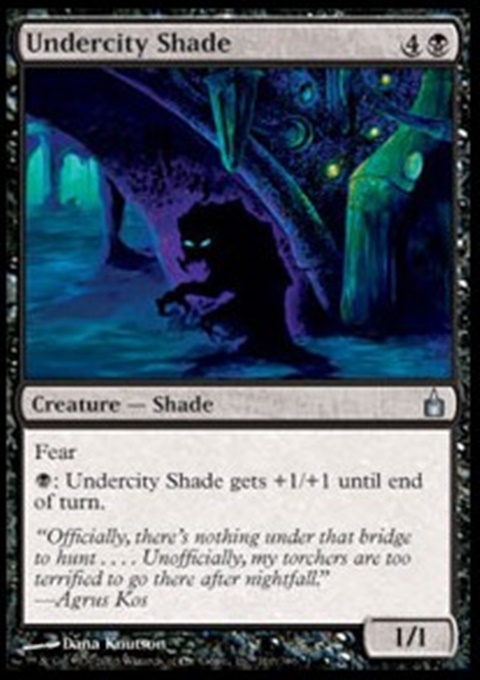 Undercity Shade 4
Creature — Shade
Fear
: Undercity Shade gets +1/+1 until end
of turn.
“Officially, there’s nothing under that bridge
to hunt . . . . Unofficially, my torchers are too
terrified to go there after nightfall.”
—Agrus Kos
1/1
Dana Knutson